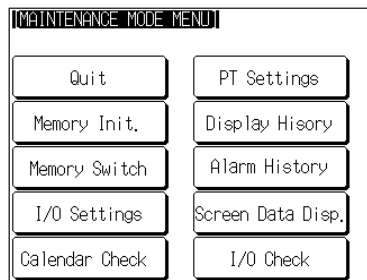 [MAINTENANCE MODE MENU]
Quit
PT Settings
Memory Init.
Display Hisory
Memory Switch
Alarm History
I/O Settings
Screen Data Disp.
Calendar Check
I/O Check